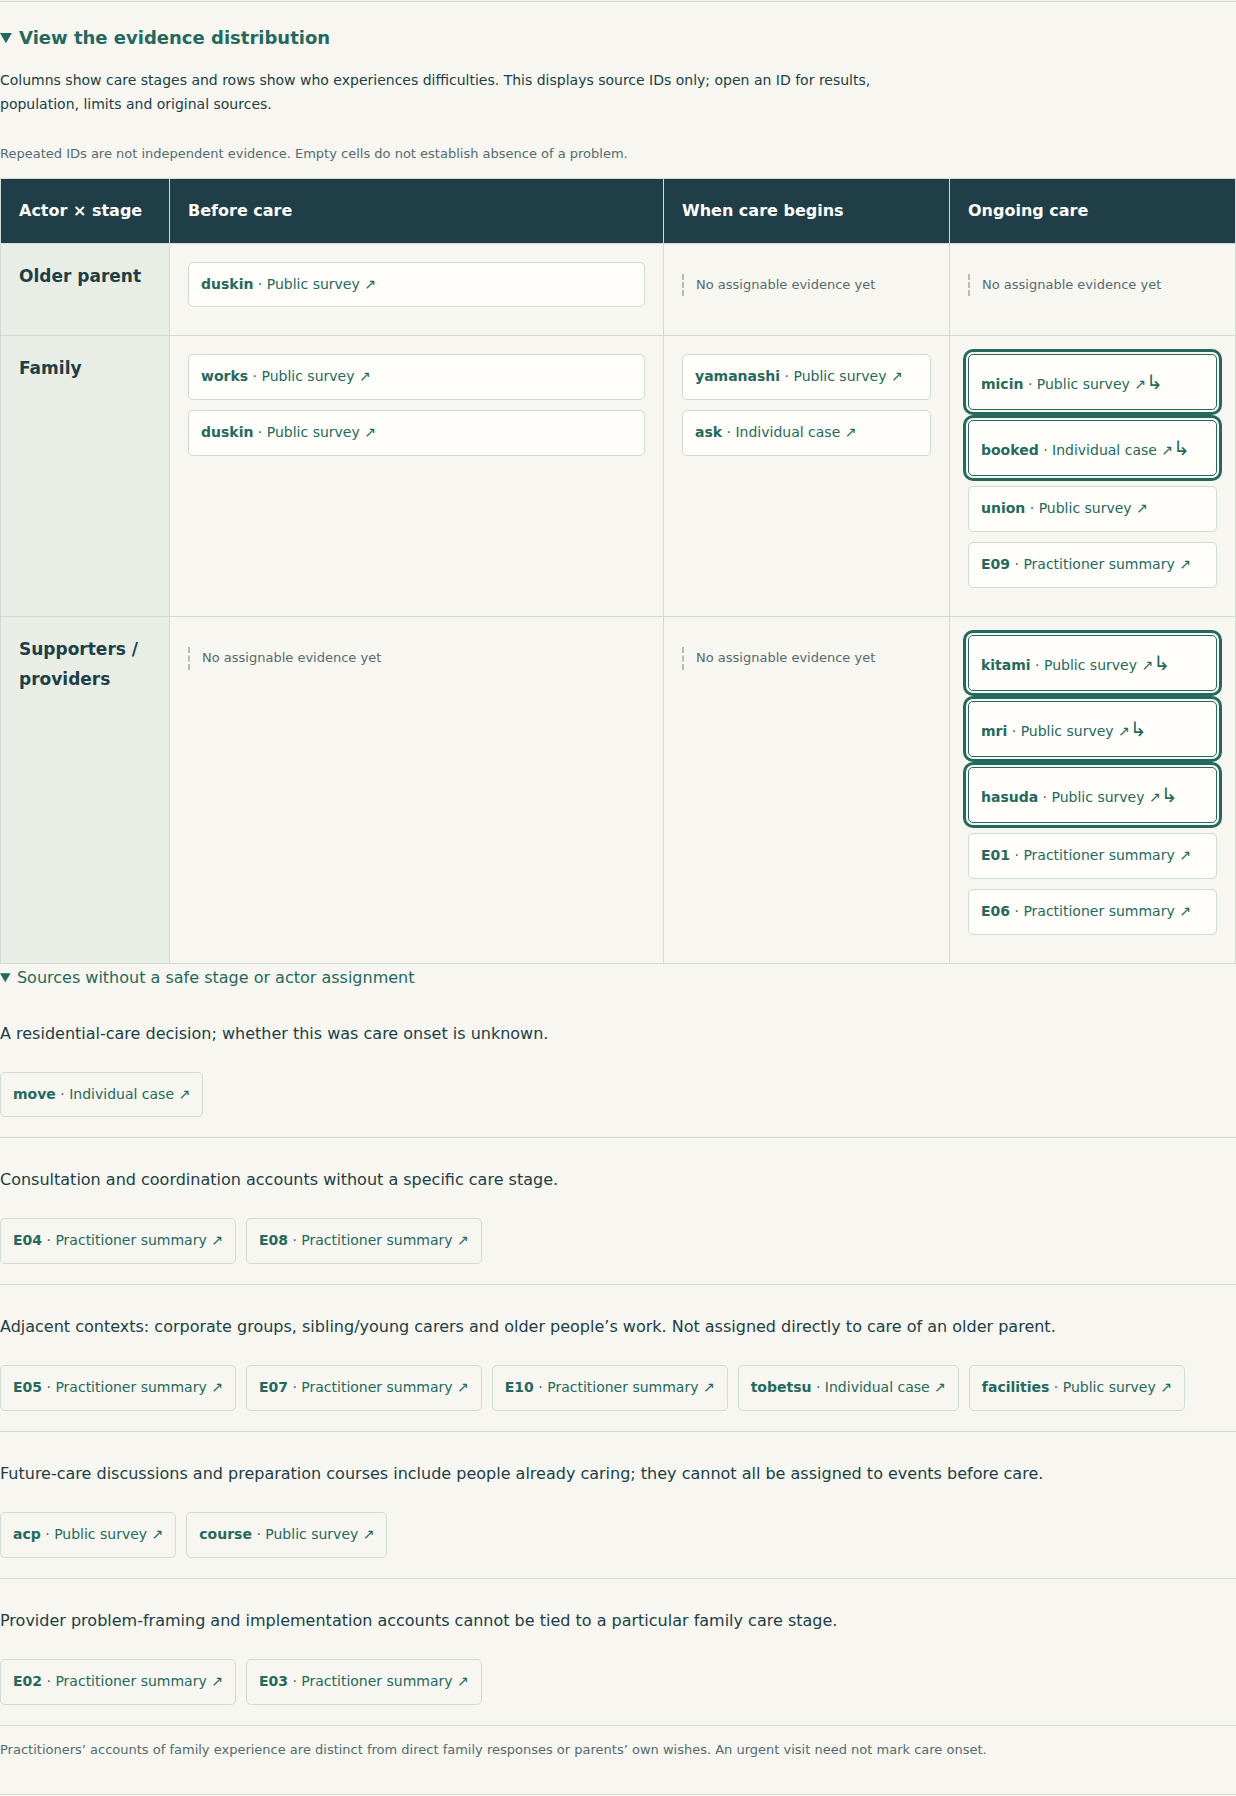 ▼ View the evidence distribution
Columns show care stages and rows show who experiences difficulties. This displays source IDs only; open an ID for results,
population, limits and original sources.
Repeated IDs are not independent evidence. Empty cells do not establish absence of a problem.
Actor × stage
Before care
When care begins
Ongoing care
Older parent
duskin · Public survey ↗
No assignable evidence yet
No assignable evidence yet
Family
works · Public survey ↗
duskin · Public survey ↗
yamanashi · Public survey ↗
ask · Individual case ↗
micin · Public survey ↗↳
booked · Individual case ↗↳
union · Public survey ↗
E09 · Practitioner summary ↗
Supporters /
providers
No assignable evidence yet
No assignable evidence yet
kitami · Public survey ↗↳
mri · Public survey ↗↳
hasuda · Public survey ↗↳
E01 · Practitioner summary ↗
E06 · Practitioner summary ↗
▼ Sources without a safe stage or actor assignment
A residential-care decision; whether this was care onset is unknown.
move · Individual case ↗
Consultation and coordination accounts without a specific care stage.
E04 · Practitioner summary ↗
E08 · Practitioner summary ↗
Adjacent contexts: corporate groups, sibling/young carers and older people’s work. Not assigned directly to care of an older parent.
E05 · Practitioner summary ↗
E07 · Practitioner summary ↗
E10 · Practitioner summary ↗
tobetsu · Individual case ↗
facilities · Public survey ↗
Future-care discussions and preparation courses include people already caring; they cannot all be assigned to events before care.
acp · Public survey ↗
course · Public survey ↗
Provider problem-framing and implementation accounts cannot be tied to a particular family care stage.
E02 · Practitioner summary ↗
E03 · Practitioner summary ↗
Practitioners’ accounts of family experience are distinct from direct family responses or parents’ own wishes. An urgent visit need not mark care onset.